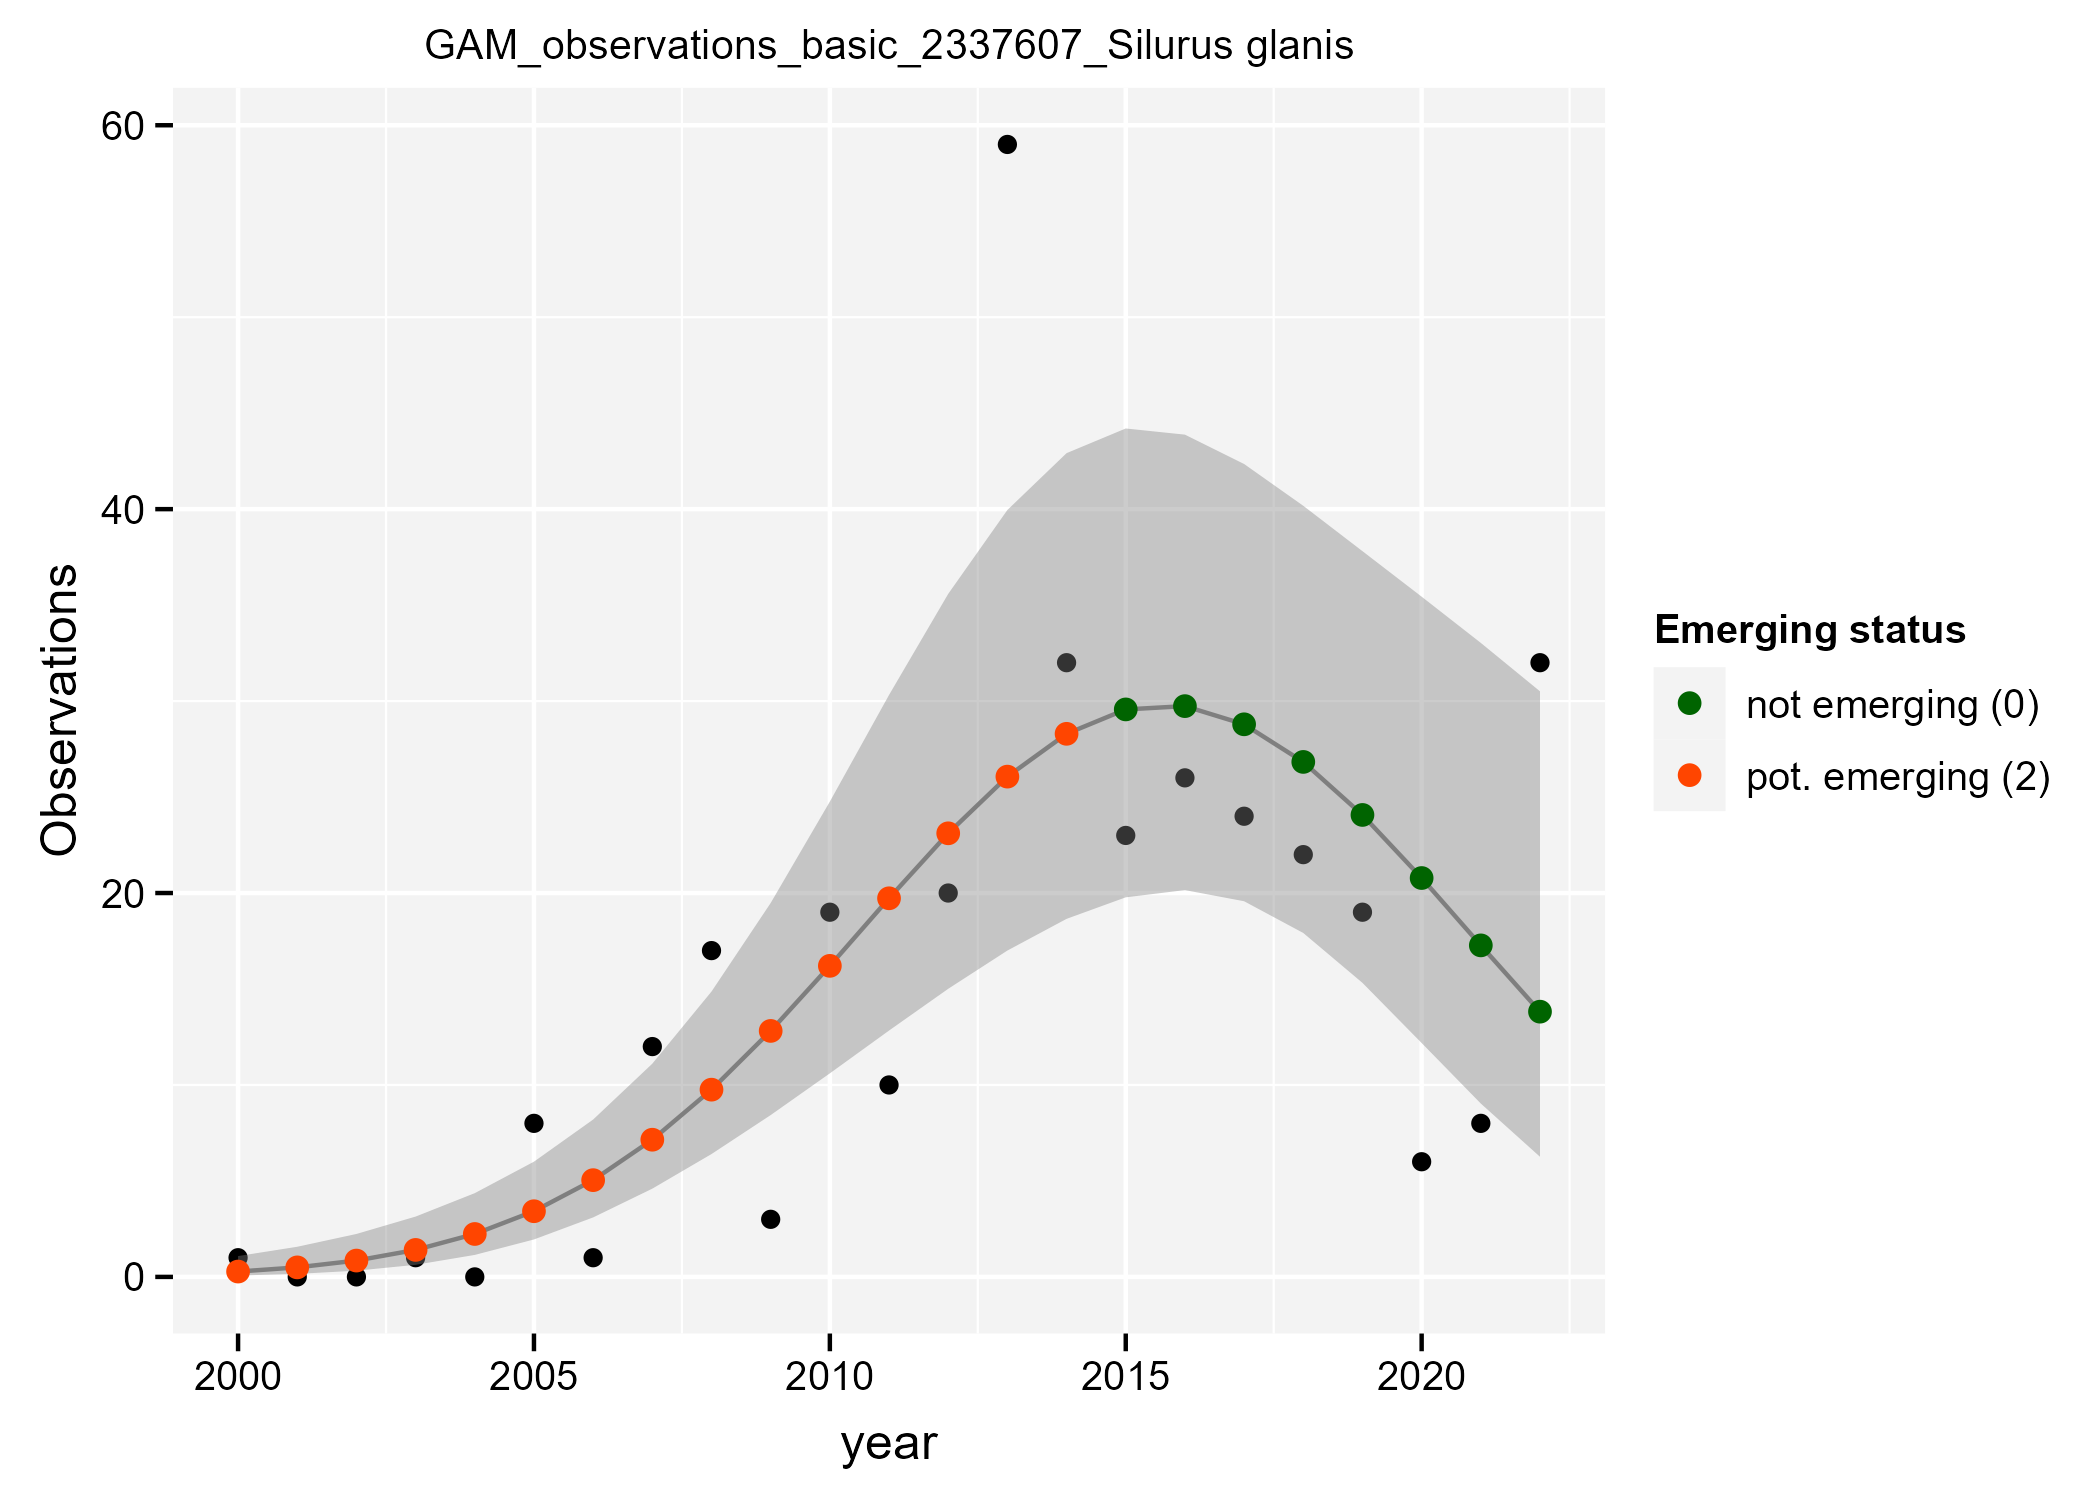 GAM_observations_basic_2337607_Silurus glanis
60
40
20
0
Observations
2000 2005 2010 2015 2020
year
Emerging status
not emerging (0)
pot. emerging (2)